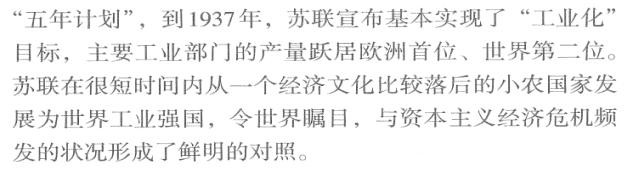 “五年计划”，到1937年，苏联宣布基本实现了“工业化”
目标，主要工业部门的产量跃居欧洲首位、世界第二位。
苏联在很短时间内从一个经济文化比较落后的小农国家发
展为世界工业强国，令世界瞩目，与资本主义经济危机频
发的状况形成了鲜明的对照。